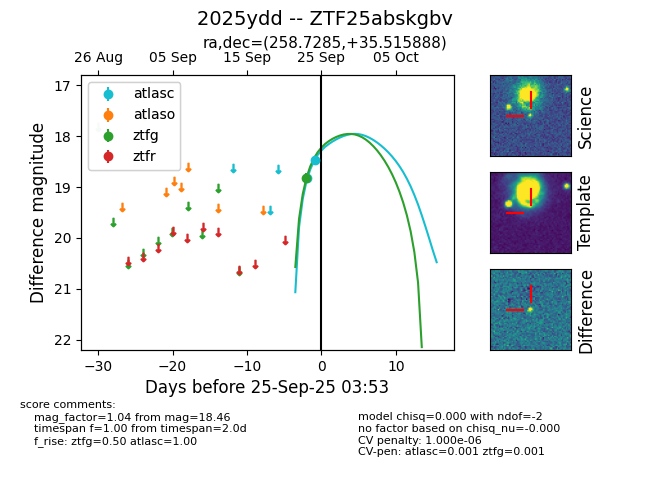 2025ydd -- ZTF25abskgbv
ra,dec=(258.7285,+35.515888)
26 Aug 05 Sep 15 Sep 25 Sep 05 Oct
17
18
19
20
21
22
Difference magnitude
atlasc
atlaso
ztfg
ztfr
−30 −20 −10 0 10
Days before 25-Sep-25 03:53
Science
Template
Difference
score comments:
mag_factor=1.04 from mag=18.46
timespan f=1.00 from timespan=2.0d
f_rise: ztfg=0.50 atlasc=1.00
model chisq=0.000 with ndof=-2
no factor based on chisq_nu=-0.000
CV penalty: 1.000e-06
CV-pen: atlasc=0.001 ztfg=0.001